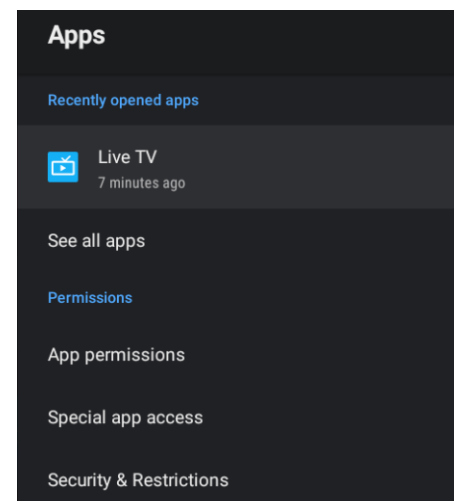 Apps
Recently opened apps
Live TV
7 minutes ago
See all apps
Permissions
App permissions
Special app access
Security & Restrictions